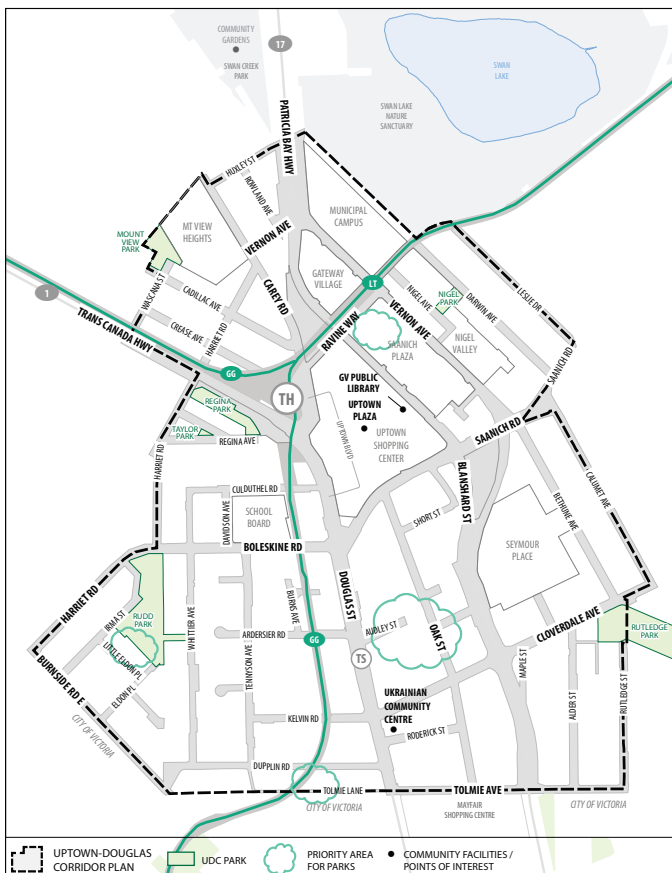 COMMUNITY
GARDENS
SWAN CREEK
PARK
17
SWAN
LAKE
SWAN LAKE
NATURE
SANCTUARY
PATRICIA BAY HWY
HUXLEY ST
ROWLAND AVE
MUNICIPAL
CAMPUS
MOUNT
VIEW
PARK
MT VIEW
HEIGHTS
VERNON AVE
GATEWAY
VILLAGE
LT
CAREY RD
WASCANA ST
CADILLAC AVE
NIGEL AVE
NIGEL
PARK
DARWIN AVE
LESLIE DR
1
TRANS CANADA HWY
CREASE AVE
HARRIET RD
RAVINE WAY
VERNON AVE
SAANICH
PLAZA
NIGEL
VALLEY
SAANICH RD
GG
GV PUBLIC
LIBRARY
UPTOWN
PLAZA
TH
REGINA
PARK
TAYLOR
PARK
REGINA AVE
UPTOWN BLVD
UPTOWN
SHOPPING
CENTER
SAANICH RD
HARRIET RD
CULDUTHEL RD
BLANSHARD ST
CALUMET AVE
DAVIDSON AVE
SCHOOL
BOARD
SHORT ST
BETHUNE AVE
BOLESKINE RD
SEYMOUR
PLACE
HARRIET RD
IRMA ST
RUDD
PARK
WHITTIER AVE
BURNS AVE
DOUGLAS ST
AUDLEY ST
OAK ST
CLOVERDALE AVE
RUTLEDGE
PARK
ARDERSIER RD
GG
TS
LITTLE ELDON PL
ELDON PL
TENNYSON AVE
MAPLE ST
ALDER ST
RUTLEDGE ST
BURNSIDE RD E
CITY OF VICTORIA
UKRAINIAN
COMMUNITY
CENTRE
KELVIN RD
RODERICK ST
DUPPLIN RD
TOLMIE LANE
TOLMIE AVE
CITY OF VICTORIA
MAYFAIR
SHOPPING CENTRE
CITY OF VICTORIA
UPTOWN-DOUGLAS
CORRIDOR PLAN
UDC PARK
PRIORITY AREA
FOR PARKS
COMMUNITY FACILITIES /
POINTS OF INTEREST